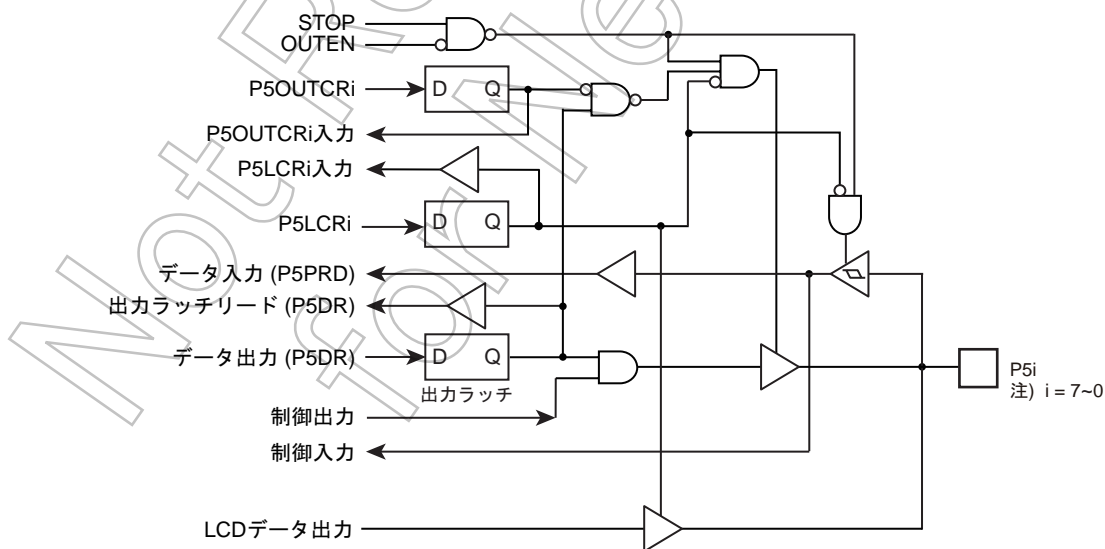 STOP
OUTEN
P5OUTCRi
D Q
P5OUTCRi入力
P5LCRi入力
P5LCRi
D Q
データ入力 (P5PRD)
出力ラッチリード (P5DR)
データ出力 (P5DR)
D Q
出力ラッチ
P5i
注) i = 7~0
制御出力
制御入力
LCDデータ出力